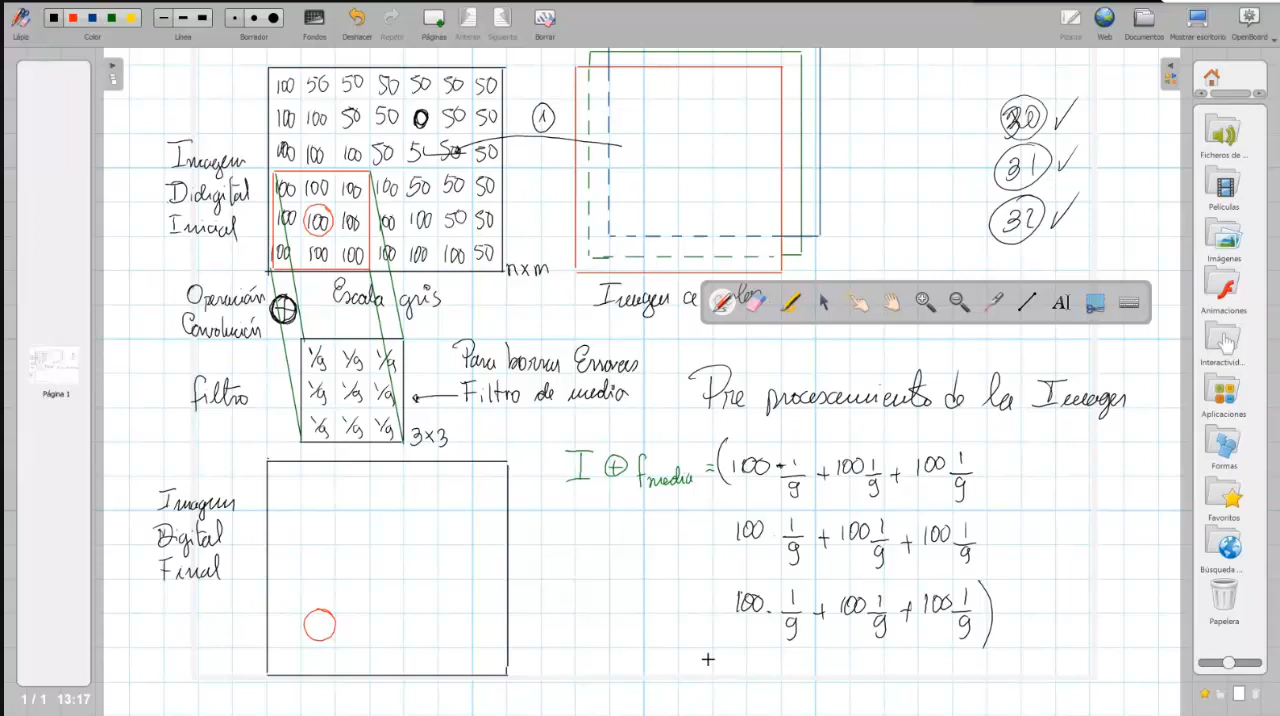 Lápiz
Color
Línea
Borrador
Fondos
Deshacer
Repetir
Páginas
Anterior
Siguiente
Borrar
Web
Documentos
Mostrar escritorio
OpenBoard
100 50 50 50 50 50 50
100 100 50 50 0 50 50
100 100 100 50 50 50
100 100 100 100 50 50 50
100 100 100 100 100 50 50
100 100 100 100 100 100 50
n x m
1
Imagem
Didigital
Inicial
Operación
Convolución
Escala gris
Imagen
30 ✓
31 ✓
32 ✓
AI
filtro
1/9 1/9 1/9
1/9 1/9 1/9
1/9 1/9 1/9
3x3
Para borrar Errores
Filtro de media
Pre procesamiento de la Imagen
I ⊕ fmedia = (100 · 1/9 + 100 1/9 + 100 1/9
100 · 1/9 + 100 1/9 + 100 1/9
100 · 1/9 + 100 1/9 + 100 1/9)
Imagem
Digital
Final
Página 1
1 / 1 13:17
Ficheros de ...
Películas
Imágenes
Animaciones
Interactivid...
Aplicaciones
Formas
Favoritos
Búsqueda ...
Papelera